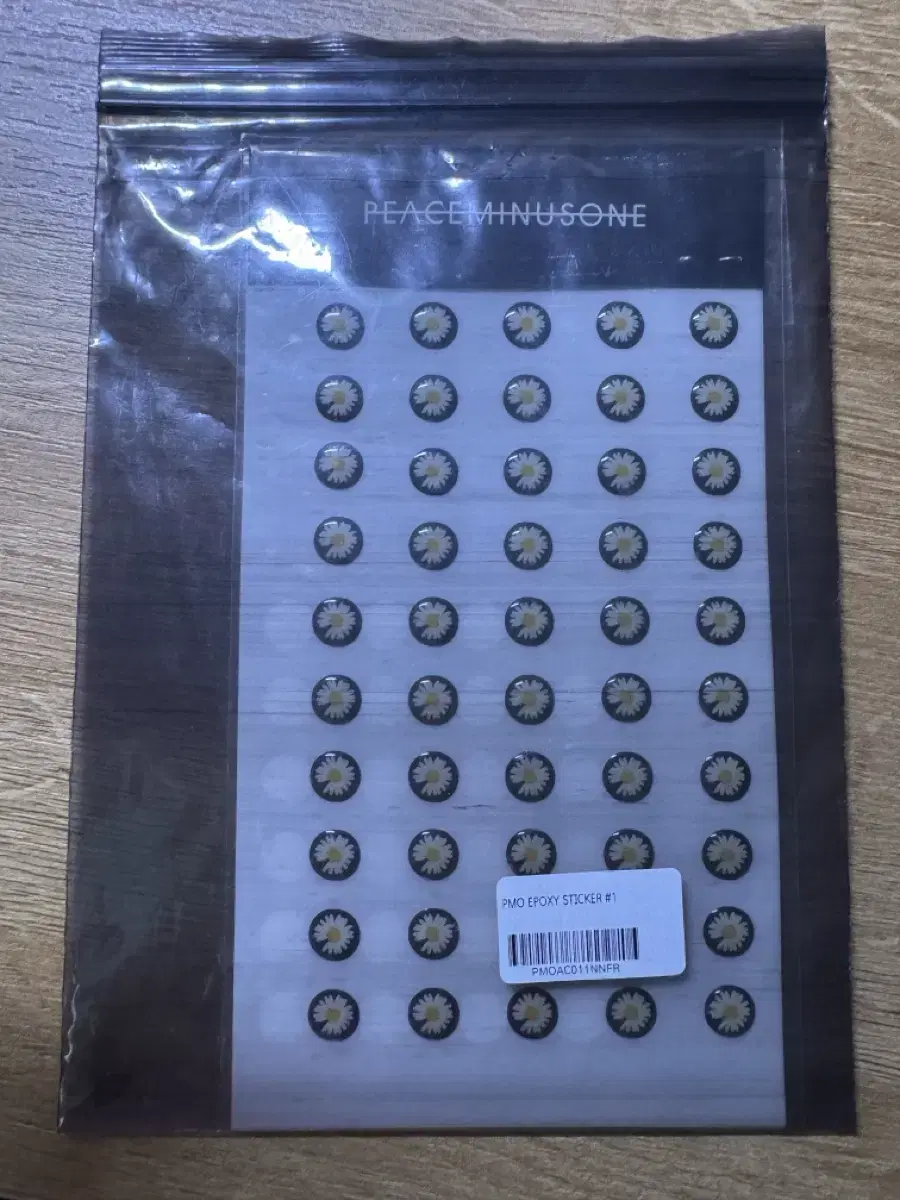 PEACEMINUSONE
PMO EPOXY STICKER #1
PMOAC011NNFR